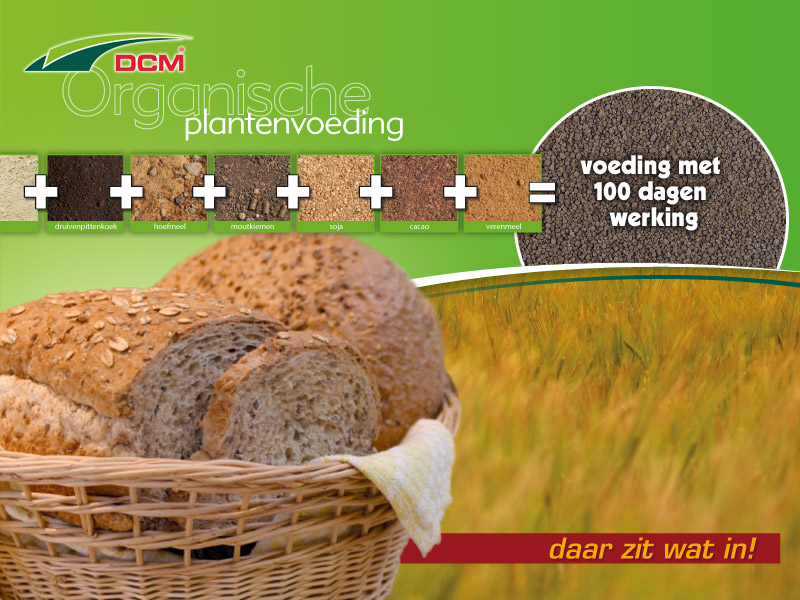 DCM®
Organische
plantenvoeding
druivenpittenkoek
hoefmeel
moutkiemen
soja
cacao
verenmeel
voeding met
100 dagen
werking
daar zit wat in!